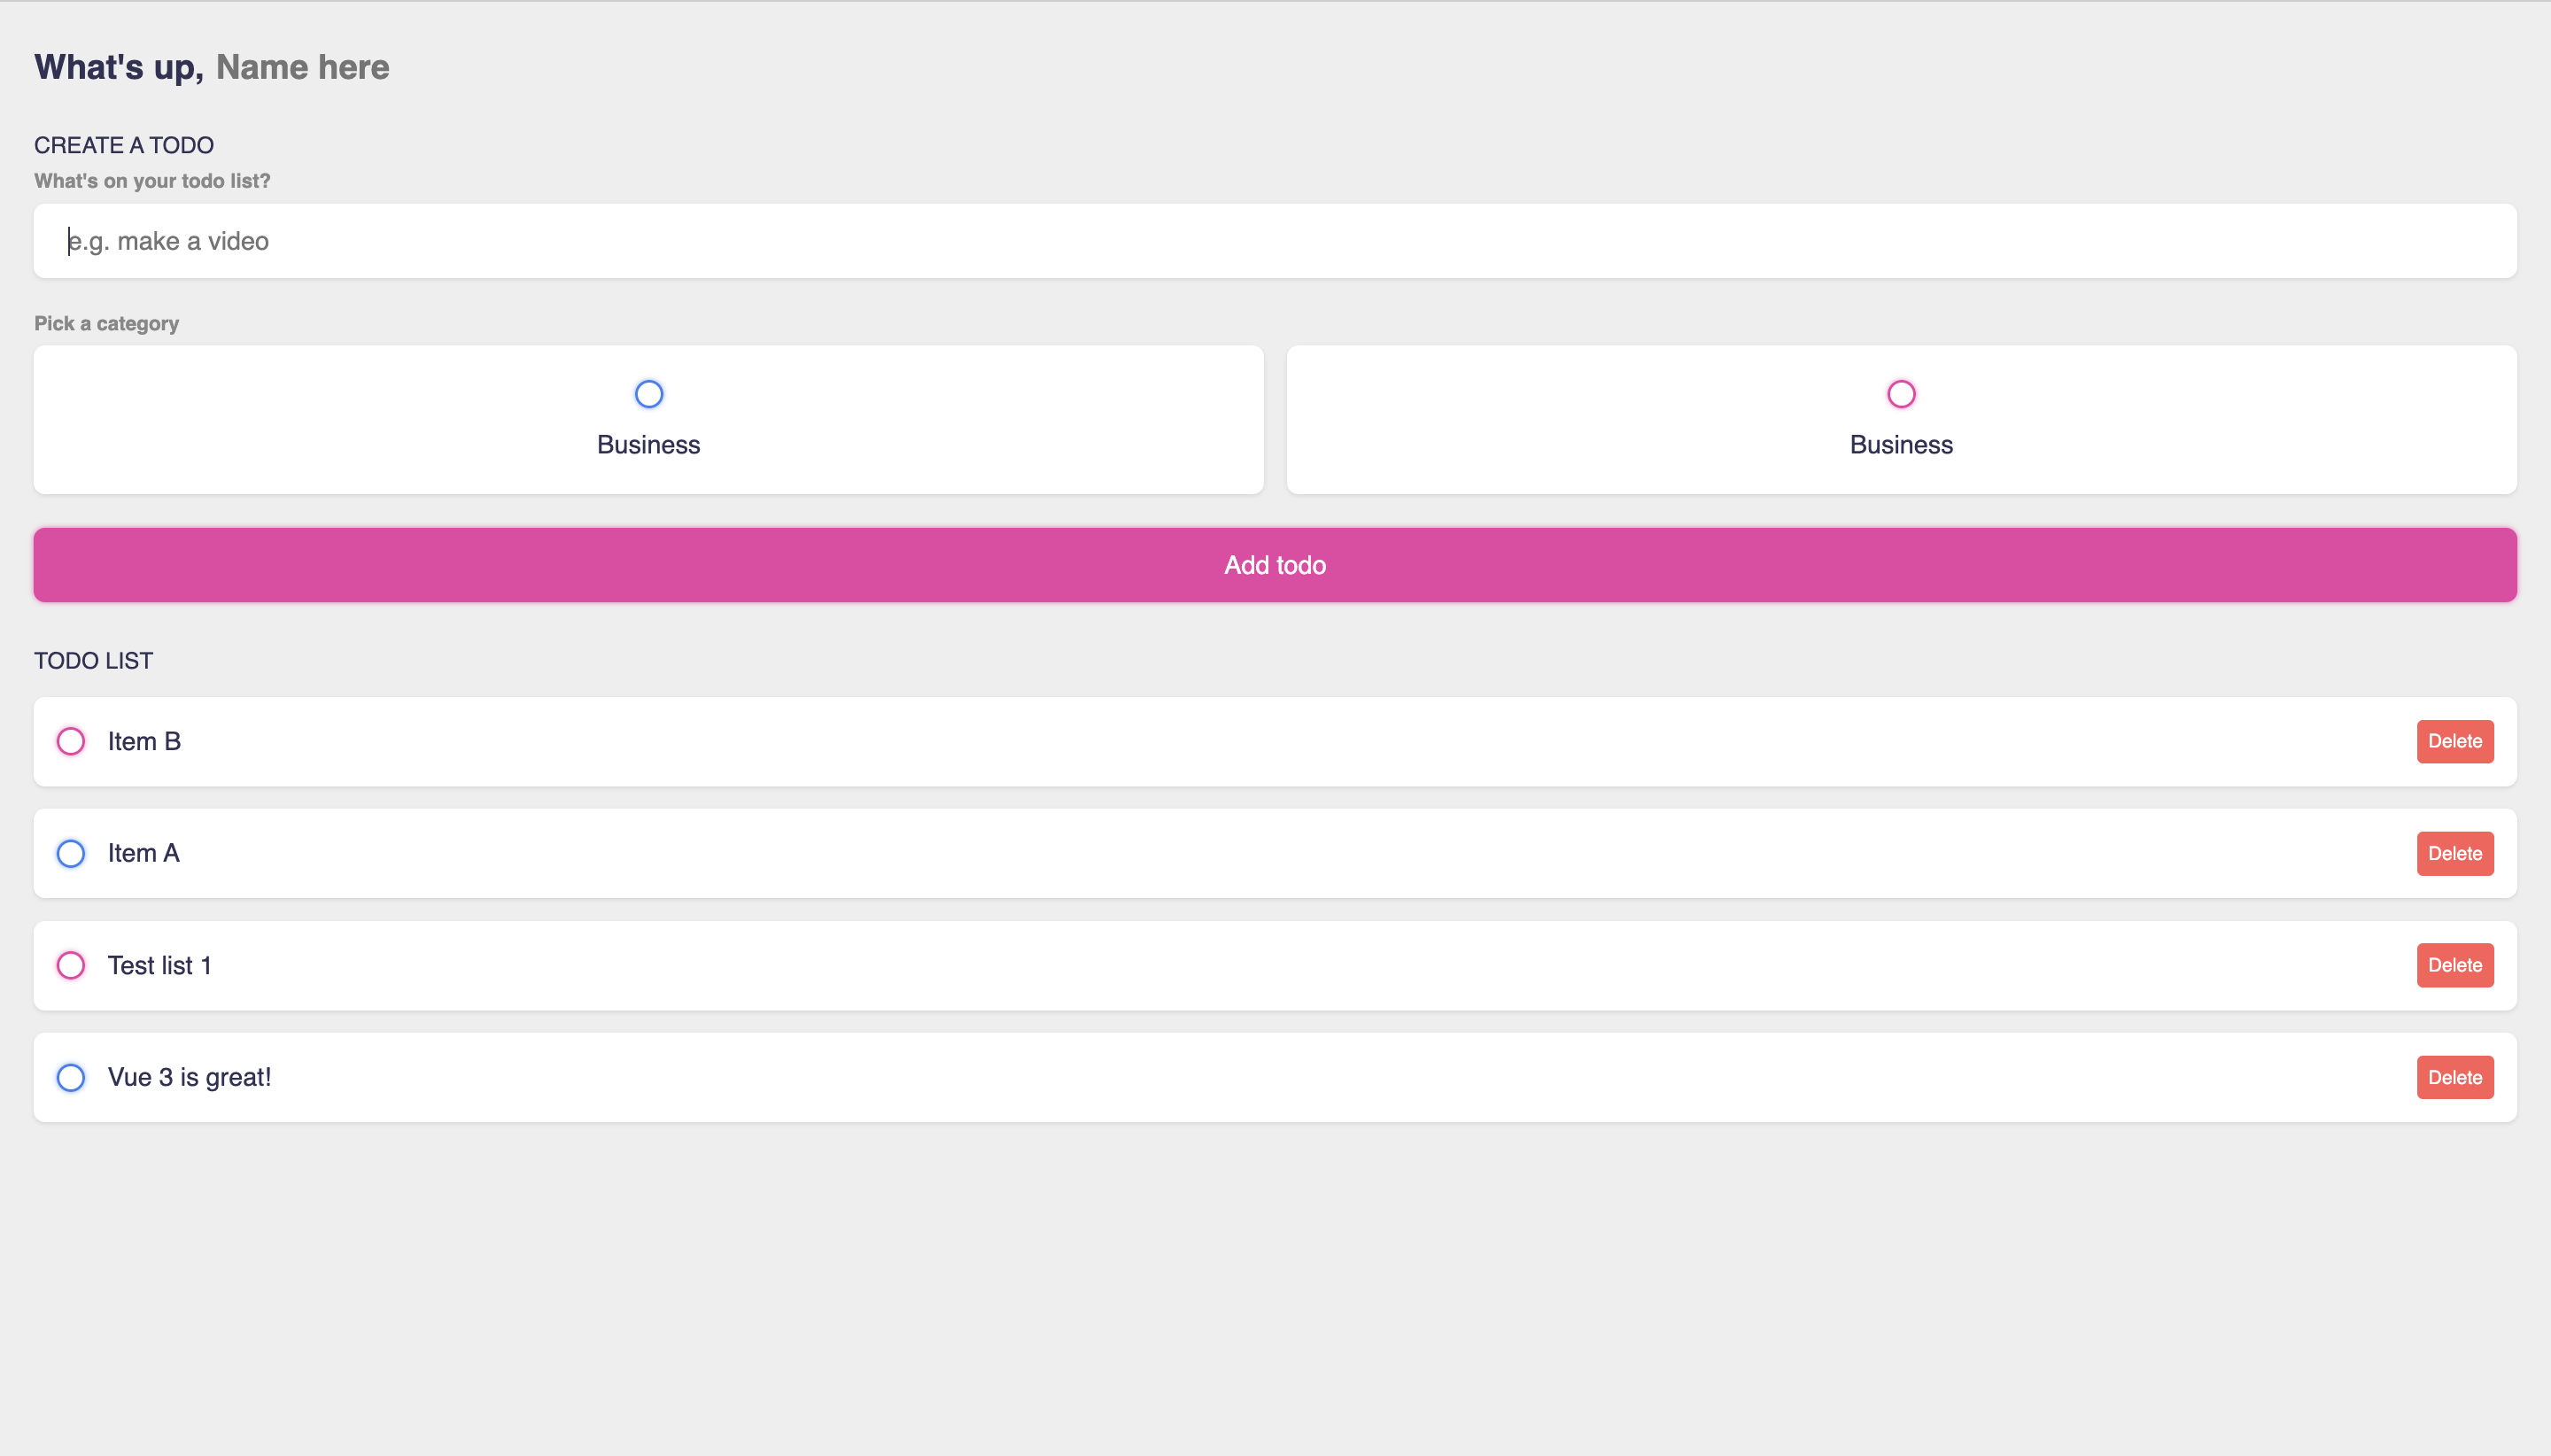 What's up, Name here
CREATE A TODO
What's on your todo list?
e.g. make a video
Pick a category
Business
Business
Add todo
TODO LIST
Item B
Delete
Item A
Delete
Test list 1
Delete
Vue 3 is great!
Delete